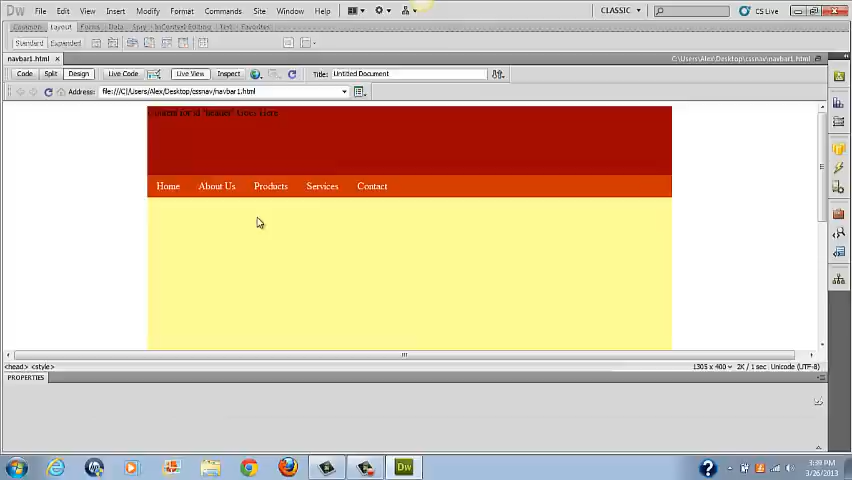 Dw File Edit View Insert Modify Format Commands Site Window Help CLASSIC CS Live
Common Layout Forms Data Spry InContext Editing Text Favorites
Standard Expanded
navbar1.html × C:\Users\Alex\Desktop\cssnav\navbar1.html
Code Split Design Live Code Live View Inspect Title: Untitled Document
Address: file:///C|/Users/Alex/Desktop/cssnav/navbar1.html
Content for id "header" Goes Here
Home About Us Products Services Contact
<head> <style> 1305 x 400 2K / 1 sec Unicode (UTF-8)
PROPERTIES
Dw 3:39 PM
3/26/2013